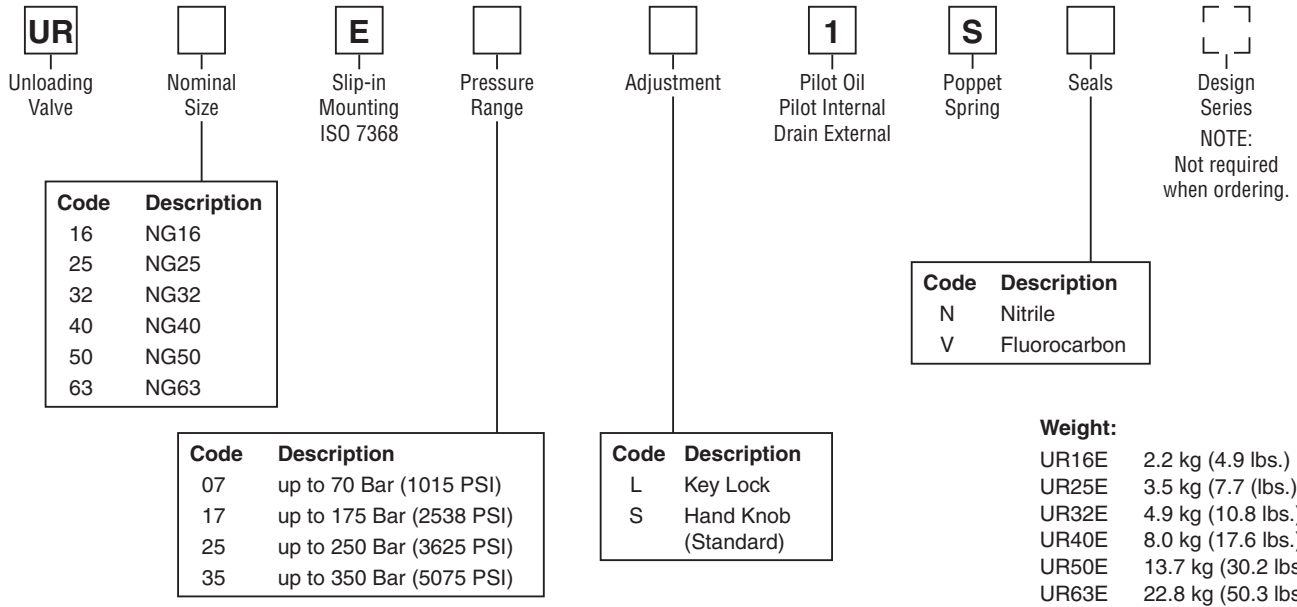 UR E 1 S
Unloading Valve
Nominal Size
Slip-in Mounting ISO 7368
Pressure Range
Adjustment
Pilot Oil Pilot Internal Drain External
Poppet Spring
Seals
Design Series
NOTE:
Not required
when ordering.
Code Description
16 NG16
25 NG25
32 NG32
40 NG40
50 NG50
63 NG63
Code Description
N Nitrile
V Fluorocarbon
Code Description
07 up to 70 Bar (1015 PSI)
17 up to 175 Bar (2538 PSI)
25 up to 250 Bar (3625 PSI)
35 up to 350 Bar (5075 PSI)
Code Description
L Key Lock
S Hand Knob
(Standard)
Weight:
UR16E 2.2 kg (4.9 lbs.)
UR25E 3.5 kg (7.7 (lbs.)
UR32E 4.9 kg (10.8 lbs.)
UR40E 8.0 kg (17.6 lbs.)
UR50E 13.7 kg (30.2 lbs
UR63E 22.8 kg (50.3 lbs